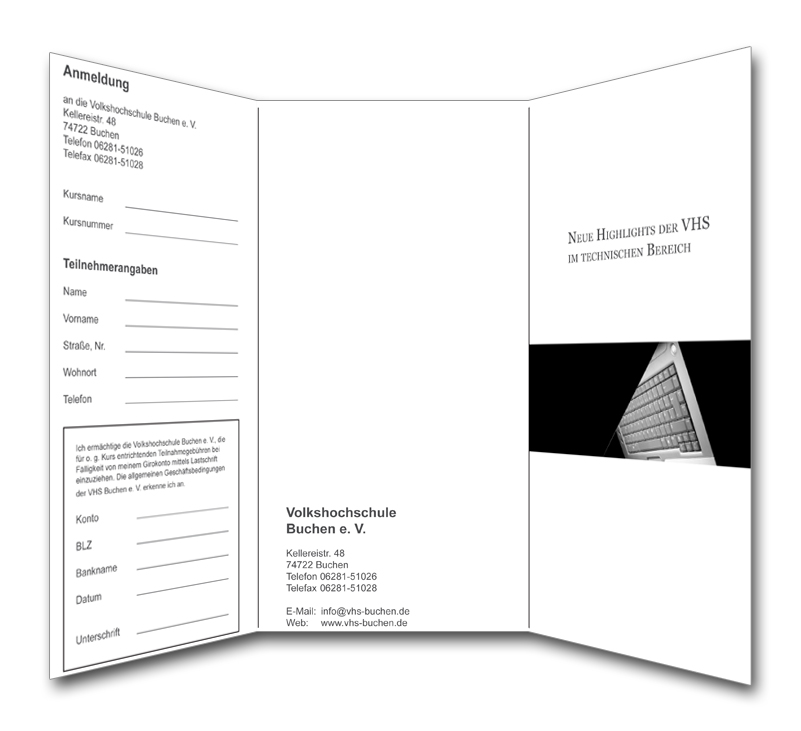 Anmeldung
an die Volkshochschule Buchen e. V.
Kellereistr. 48
74722 Buchen
Telefon 06281-51026
Telefax 06281-51028
Kursname
Kursnummer
Teilnehmerangaben
Name
Vorname
Straße, Nr.
Wohnort
Telefon
Ich ermächtige die Volkshochschule Buchen e. V., die
für o. g. Kurs entrichtenden Teilnahmegebühren bei
Fälligkeit von meinem Girokonto mittels Lastschrift
einzuziehen. Die allgemeinen Geschäftsbedingungen
der VHS Buchen e. V. erkenne ich an.
Konto
BLZ
Bankname
Datum
Unterschrift
Volkshochschule
Buchen e. V.
Kellereistr. 48
74722 Buchen
Telefon 06281-51026
Telefax 06281-51028
E-Mail: info@vhs-buchen.de
Web: www.vhs-buchen.de
Neue Highlights der VHS
im technischen Bereich